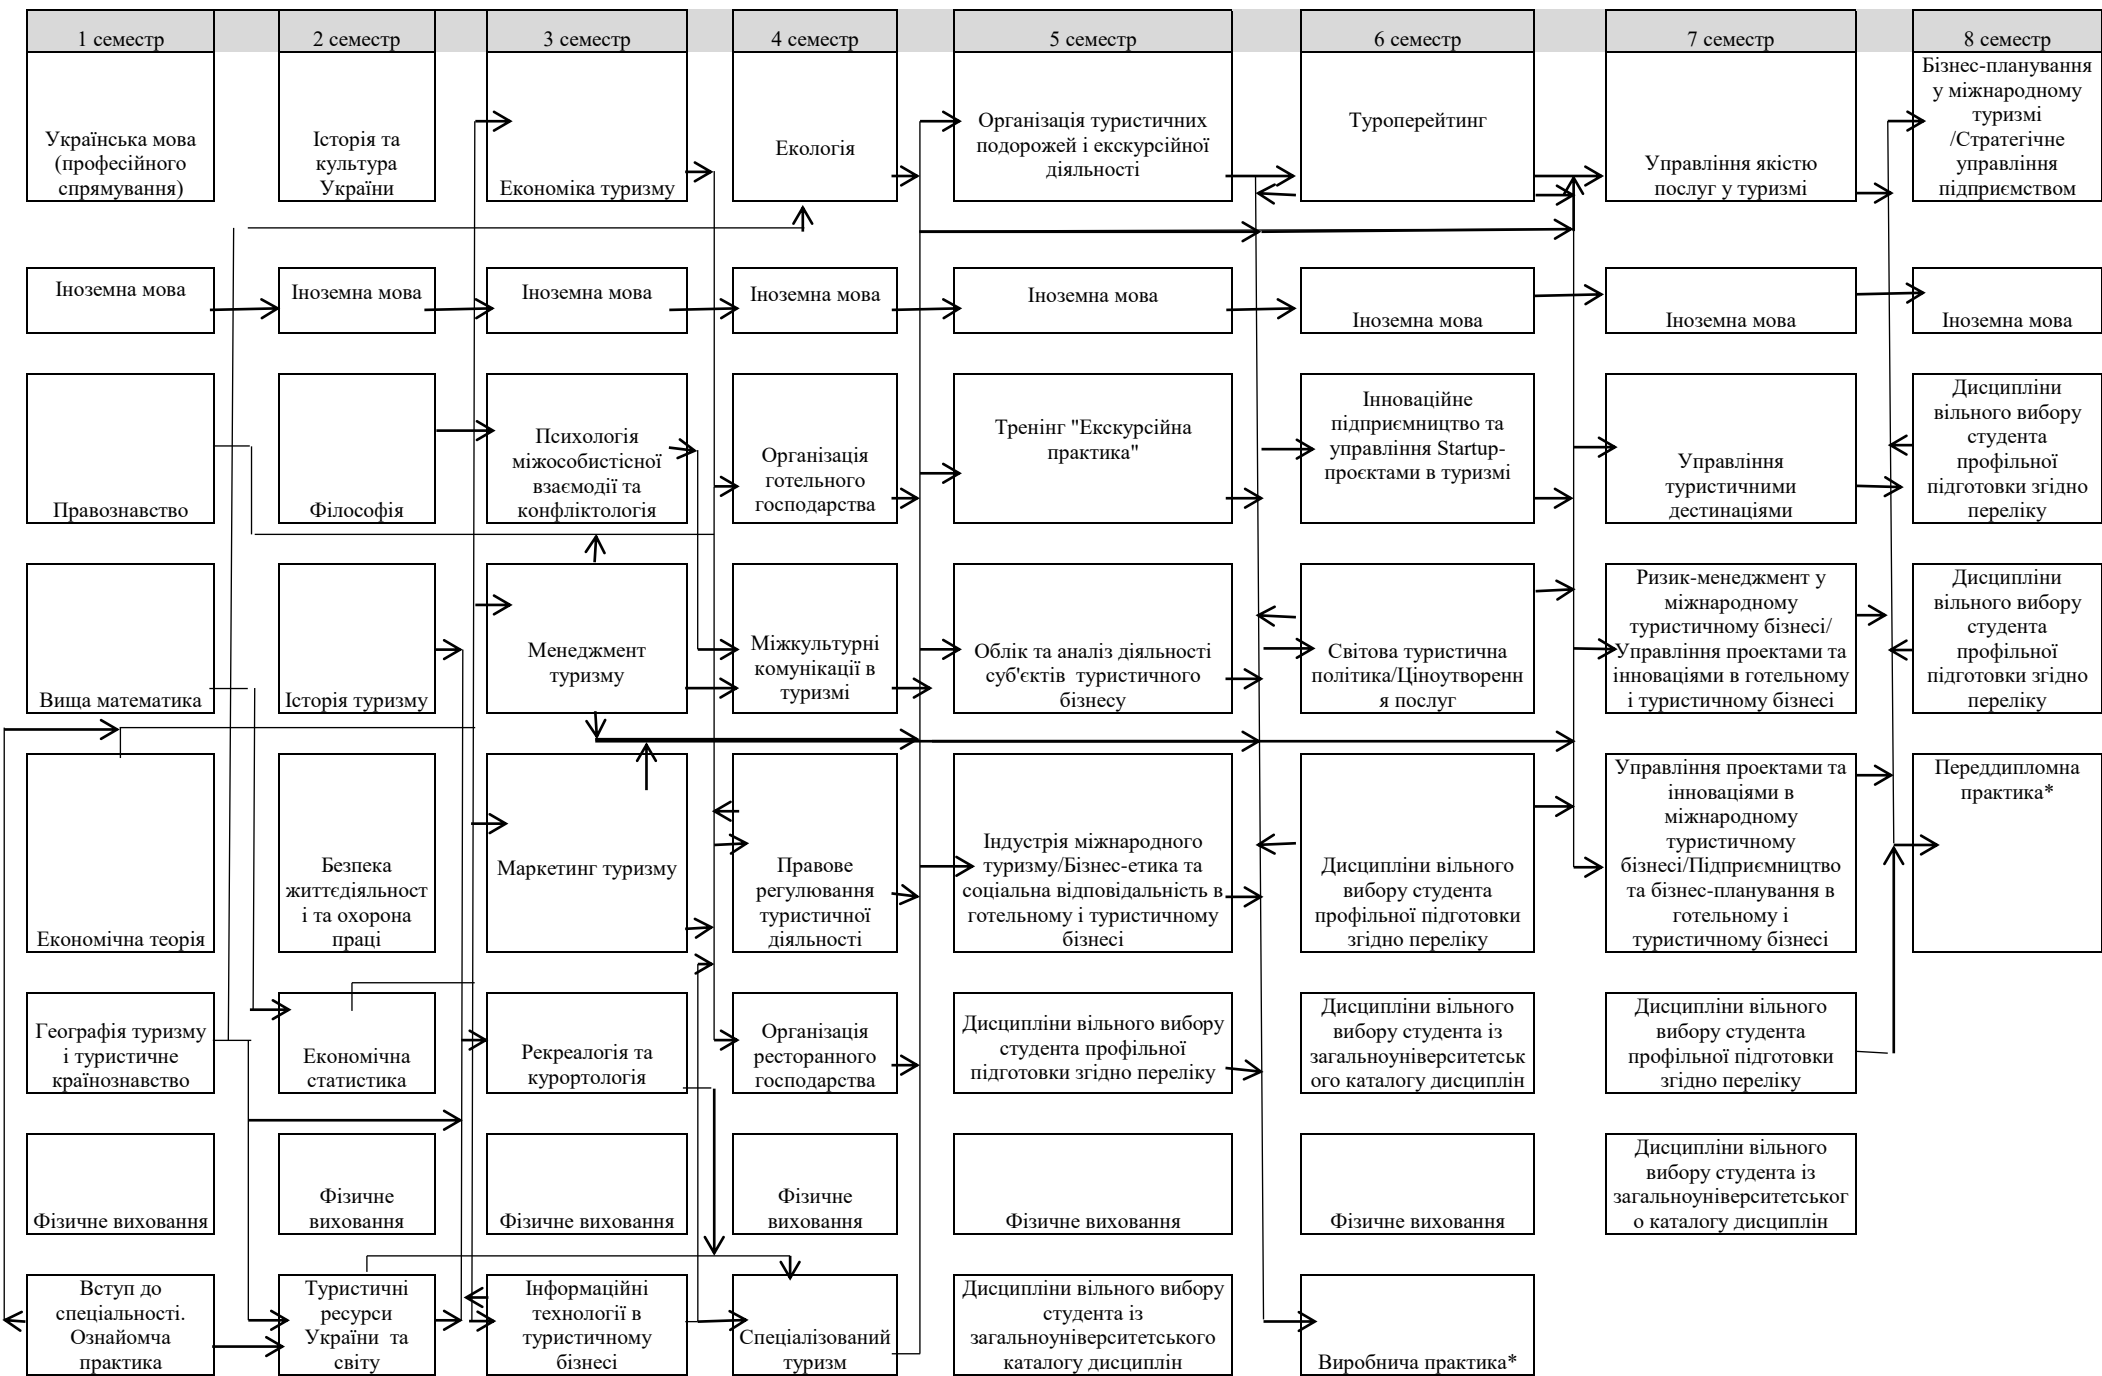 1 семестр
2 семестр
3 семестр
4 семестр
5 семестр
6 семестр
7 семестр
8 семестр
Українська мова
(професійного
спрямування)
Історія та
культура
України
Економіка туризму
Екологія
Організація туристичних
подорожей і екскурсійної
діяльності
Туроперейтинг
Управління якістю
послуг у туризмі
Бізнес-планування
у міжнародному
туризмі
/Стратегічне
управління
підприємством
Іноземна мова
Іноземна мова
Іноземна мова
Іноземна мова
Іноземна мова
Іноземна мова
Іноземна мова
Іноземна мова
Правознавство
Філософія
Психологія
міжособистісної
взаємодії та
конфліктологія
Організація
готельного
господарства
Тренінг "Екскурсійна
практика"
Інноваційне
підприємництво та
управління Startup-
проєктами в туризмі
Управління
туристичними
дестинаціями
Дисципліни
вільного вибору
студента
профільної
підготовки згідно
переліку
Вища математика
Історія туризму
Менеджмент
туризму
Міжкультурні
комунікації в
туризмі
Облік та аналіз діяльності
суб'єктів туристичного
бізнесу
Світова туристична
політика/Ціноутворенн
я послуг
Ризик-менеджмент у
міжнародному
туристичному бізнесі/
Управління проектами та
інноваціями в готельному
і туристичному бізнесі
Дисципліни
вільного вибору
студента
профільної
підготовки згідно
переліку
Економічна теорія
Безпека
життєдіяльност
і та охорона
праці
Маркетинг туризму
Правове
регулювання
туристичної
діяльності
Індустрія міжнародного
туризму/Бізнес-етика та
соціальна відповідальність в
готельному і туристичному
бізнесі
Дисципліни вільного
вибору студента
профільної підготовки
згідно переліку
Управління проектами та
інноваціями в
міжнародному
туристичному
бізнесі/Підприємництво
та бізнес-планування в
готельному і
туристичному бізнесі
Переддипломна
практика*
Географія туризму
і туристичне
країнознавство
Економічна
статистика
Рекреалогія та
курортологія
Організація
ресторанного
господарства
Дисципліни вільного вибору
студента профільної
підготовки згідно переліку
Дисципліни вільного
вибору студента із
загальноуніверситетськ
ого каталогу дисциплін
Дисципліни вільного
вибору студента
профільної підготовки
згідно переліку
Фізичне виховання
Фізичне
виховання
Фізичне виховання
Фізичне
виховання
Фізичне виховання
Фізичне виховання
Дисципліни вільного
вибору студента із
загальноуніверситетськог
о каталогу дисциплін
Вступ до
спеціальності.
Ознайомча
практика
Туристичні
ресурси
України та
світу
Інформаційні
технології в
туристичному
бізнесі
Спеціалізований
туризм
Дисципліни вільного вибору
студента із
загальноуніверситетського
каталогу дисциплін
Виробнича практика*